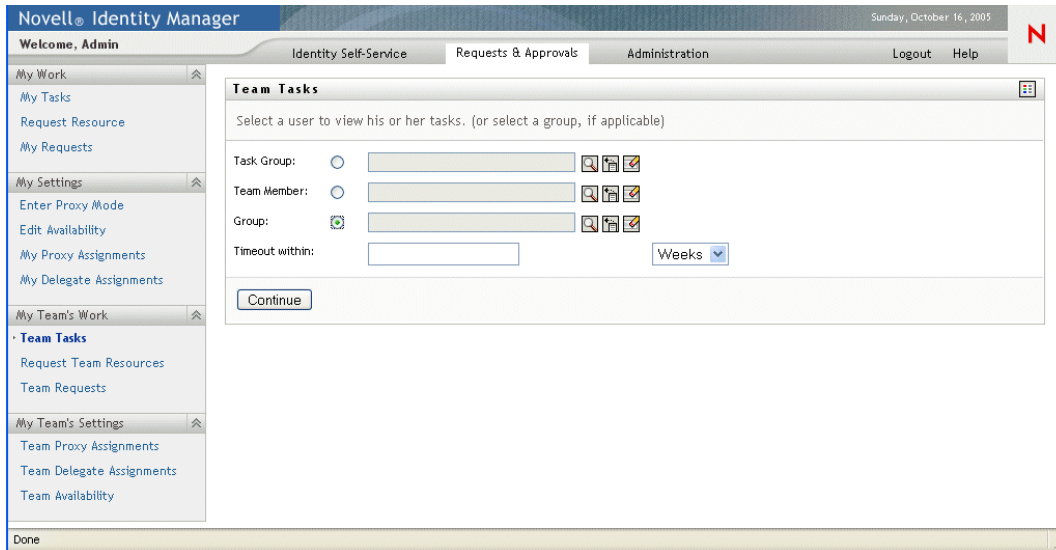 Novell® Identity Manager
Sunday, October 16, 2005
N
Welcome, Admin
Identity Self-Service
Requests & Approvals
Administration
Logout
Help
My Work
My Tasks
Request Resource
My Requests
My Settings
Enter Proxy Mode
Edit Availability
My Proxy Assignments
My Delegate Assignments
My Team's Work
Team Tasks
Request Team Resources
Team Requests
My Team's Settings
Team Proxy Assignments
Team Delegate Assignments
Team Availability
Team Tasks
Select a user to view his or her tasks. (or select a group, if applicable)
Task Group:
Team Member:
Group:
Timeout within:
Weeks
Continue
Done